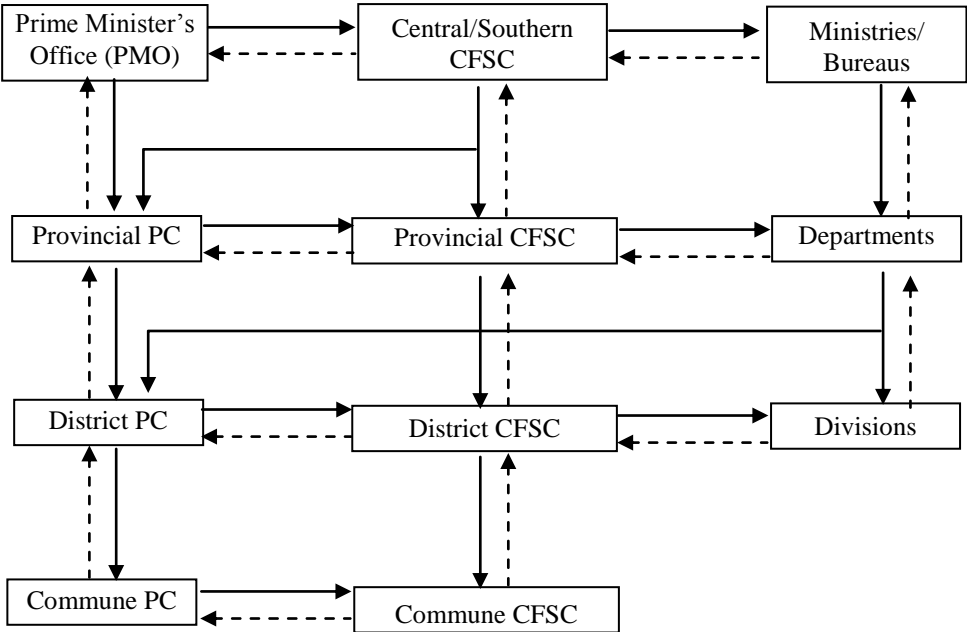 Prime Minister’s
Office (PMO)
Central/Southern
CFSC
Ministries/
Bureaus
Provincial PC
Provincial CFSC
Departments
District PC
District CFSC
Divisions
Commune PC
Commune CFSC